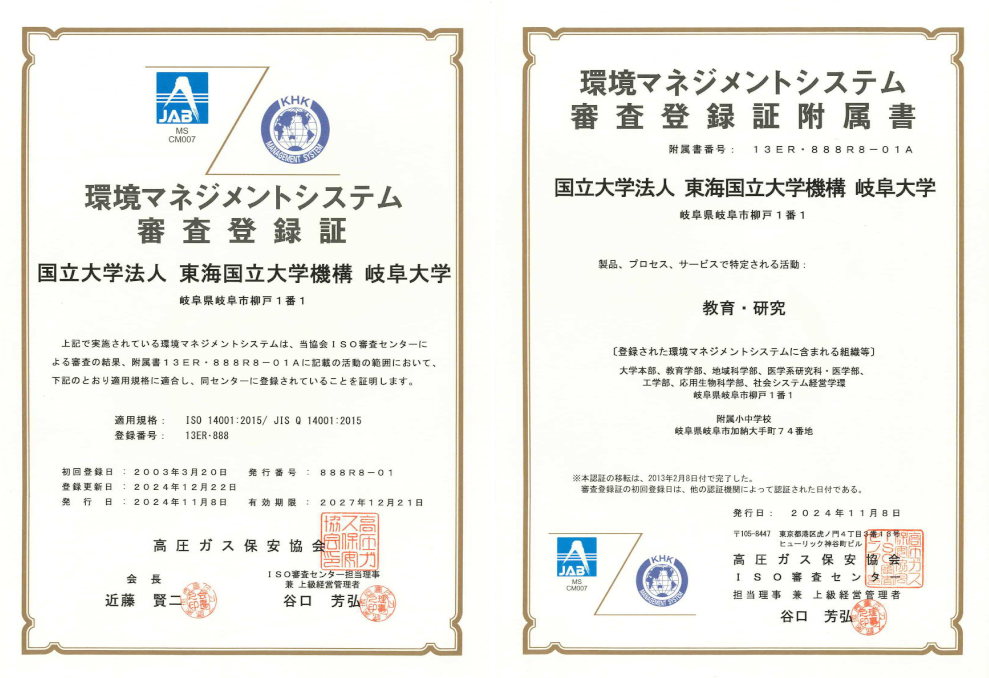 JAB
MS
CM007
KHK
MANAGEMENT SYSTEM
環境マネジメントシステム
審査登録証
国立大学法人 東海国立大学機構 岐阜大学
岐阜県岐阜市柳戸1番1
上記で実施されている環境マネジメントシステムは、当協会ISO審査センターに
よる審査の結果、附属書13ER・888R8-01Aに記載の活動の範囲において、
下記のとおり適用規格に適合し、同センターに登録されていることを証明します。
適用規格： ISO 14001:2015/ JIS Q 14001:2015
登録番号： 13ER-888
初回登録日：2003年3月20日 発行番号：888R8-01
登録更新日：2024年12月22日
発行日：2024年11月8日 有効期限：2027年12月21日
高圧ガス保安協会
会長
近藤 賢二
ISO審査センター担当理事
兼 上級経営管理者
谷口 芳弘
環境マネジメントシステム
審査登録証附属書
附属書番号： 13ER・888R8-01A
国立大学法人 東海国立大学機構 岐阜大学
岐阜県岐阜市柳戸1番1
製品、プロセス、サービスで特定される活動：
教育・研究
〔登録された環境マネジメントシステムに含まれる組織等〕
大学本部、教育学部、地域科学部、医学系研究科・医学部、
工学部、応用生物科学部、社会システム経営学環
岐阜県岐阜市柳戸1番1
附属小中学校
岐阜県岐阜市加納大手町74番地
※本認証の移転は、2013年2月8日付で完了した。
審査登録証の初回登録日は、他の認証機関によって認証された日付である。
発行日： 2024年11月8日
〒105-8447 東京都港区虎ノ門4丁目3番13号
ヒューリック神谷町ビル
高圧ガス保安協会
ISO審査センター
担当理事 兼 上級経営管理者
谷口 芳弘
JAB
MS
CM007
KHK
MANAGEMENT SYSTEM